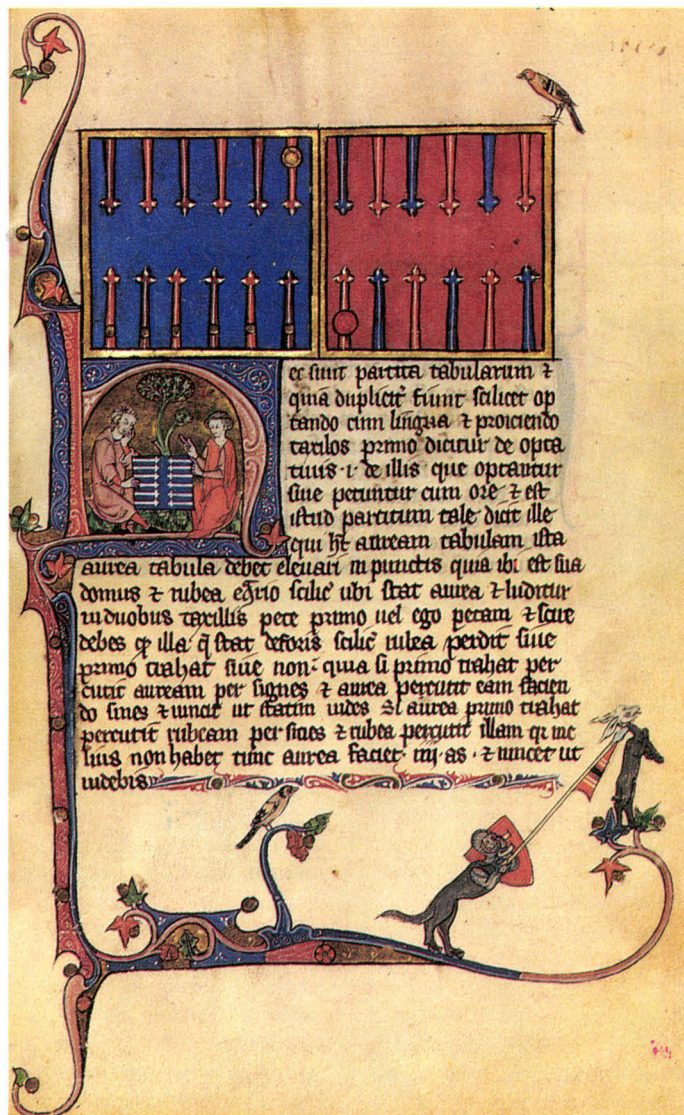 Hec sunt partita tabularum ⁊
quia duplicit̾ fiunt scilicet op
tando cum lingua ⁊ proiciendo
taxilos primo dicitur de opta
tiuis ·i· de illis que optantur
siue petuntur cum ore ⁊ est
istud partitum tale dicit ille
qui ht auream tabulam ista
aurea tabula debet eleuari in punctis quia ibi est sua
domus ⁊ rubea scilic̾ ubi stat aurea ⁊ luditur
in duobus taxillis pete primo uel ego petam ⁊ scire
debes ꝙ illa q̄ stat deforis scilic̾ rubea perdit siue
primo trahat siue non· quia si primo trahat per
cutit auream per signes ⁊ aurea percutit eam facien
do sines ⁊ uincit ut statim uides Si aurea primo trahat
percutit rubeam per sines ⁊ rubea percutit illam qr me
lius non habet tunc aurea faciet · iiij · as · ⁊ uincet ut
uidebis